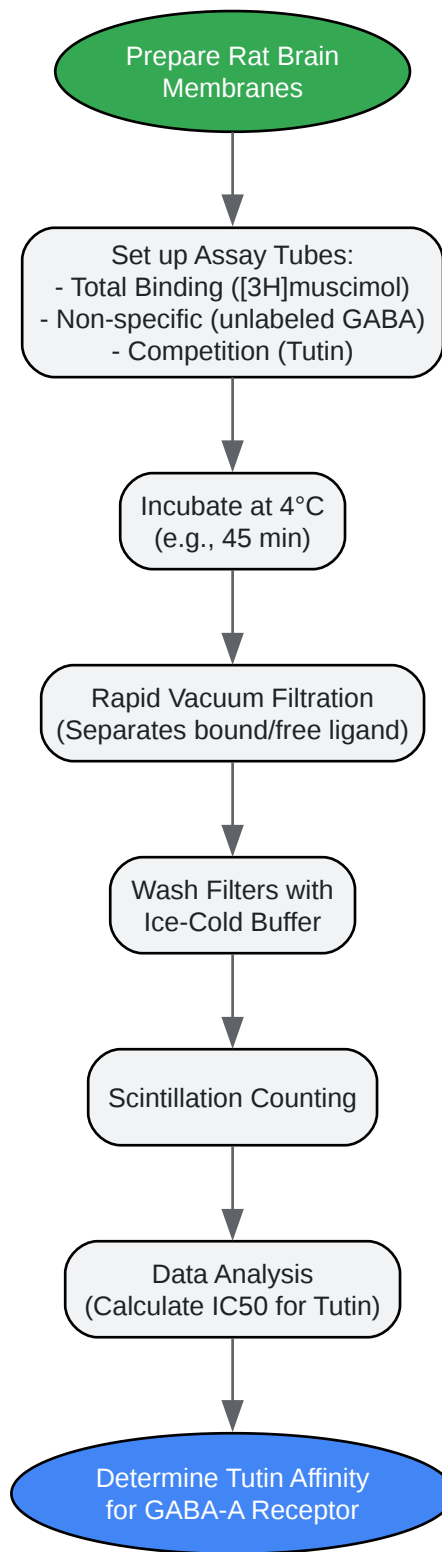 Prepare Rat Brain
Membranes
Set up Assay Tubes:
- Total Binding ([3H]muscimol)
- Non-specific (unlabeled GABA)
- Competition (Tutin)
Incubate at 4°C
(e.g., 45 min)
Rapid Vacuum Filtration
(Separates bound/free ligand)
Wash Filters with
Ice-Cold Buffer
Scintillation Counting
Data Analysis
(Calculate IC50 for Tutin)
Determine Tutin Affinity
for GABA-A Receptor